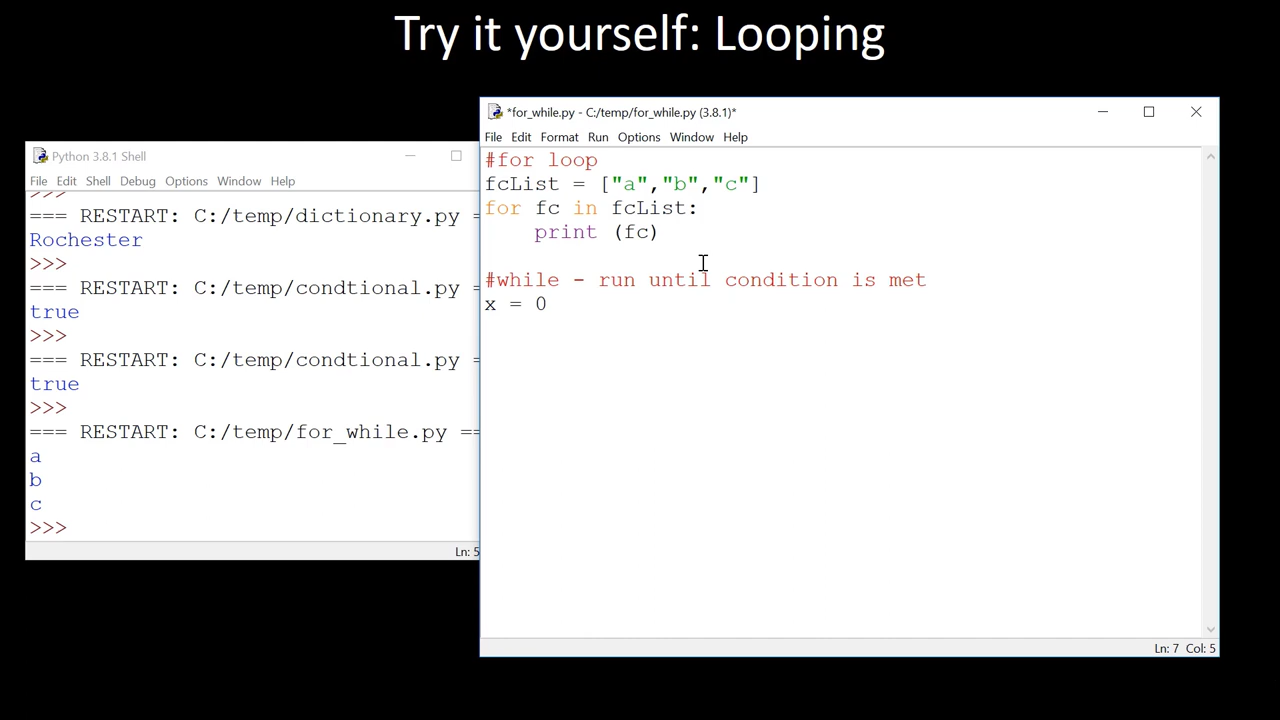 Try it yourself: Looping
Python 3.8.1 Shell
File Edit Shell Debug Options Window Help
>>>
=== RESTART: C:/temp/dictionary.py =
Rochester
>>>
=== RESTART: C:/temp/condtional.py =
true
>>>
=== RESTART: C:/temp/condtional.py =
true
>>>
=== RESTART: C:/temp/for_while.py ==
a
b
c
>>>
Ln: 5
*for_while.py - C:/temp/for_while.py (3.8.1)*
File Edit Format Run Options Window Help
#for loop
fcList = ["a","b","c"]
for fc in fcList:
    print (fc)
#while - run until condition is met
x = 0
Ln: 7 Col: 5